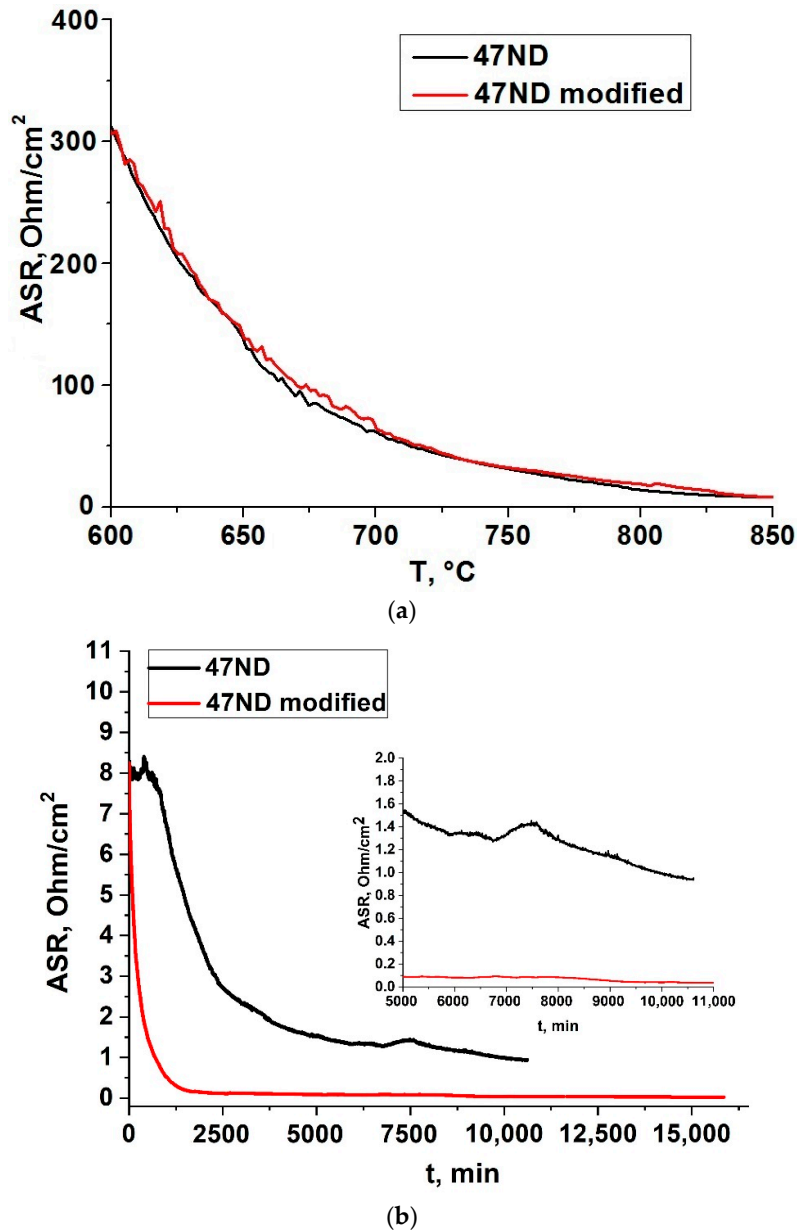 400
300
200
100
0
ASR, Ohm/cm²
47ND
47ND modified
600 650 700 750 800 850
T, °C
(a)
11
10
9
8
7
6
5
4
3
2
1
0
ASR, Ohm/cm²
47ND
47ND modified
2.0
1.8
1.6
1.4
1.2
1.0
0.8
0.6
0.4
0.2
0.0
ASR, Ohm/cm²
5000 6000 7000 8000 9000 10,000 11,000
t, min
0 2500 5000 7500 10,000 12,500 15,000
t, min
(b)